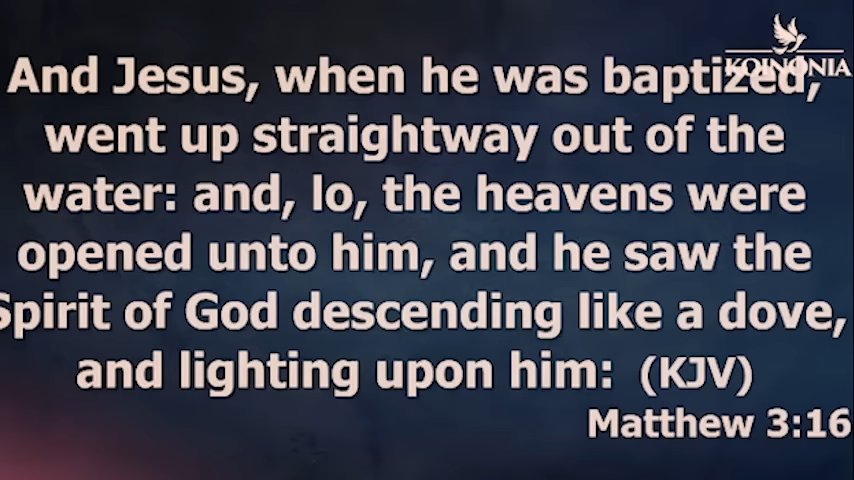 KOINONIA
And Jesus, when he was baptized,
went up straightway out of the
water: and, lo, the heavens were
opened unto him, and he saw the
Spirit of God descending like a dove,
and lighting upon him: (KJV)
Matthew 3:16